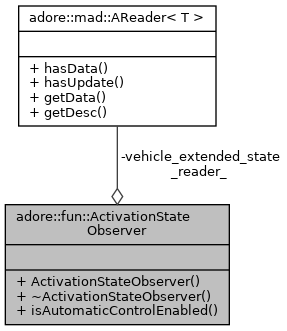 adore::mad::AReader< T >
+ hasData()
+ hasUpdate()
+ getData()
+ getDesc()
-vehicle_extended_state
_reader_
adore::fun::ActivationState
Observer
+ ActivationStateObserver()
+ ~ActivationStateObserver()
+ isAutomaticControlEnabled()